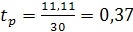 t_p = 11,11/30 = 0,37